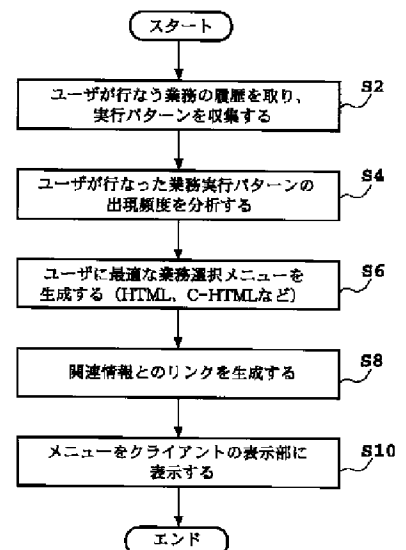 スタート
S2
ユーザが行なう業務の履歴を取り、
実行パターンを収集する
S4
ユーザが行なった業務実行パターンの
出現頻度を分析する
S6
ユーザに最適な業務選択メニューを
生成する（HTML、C-HTMLなど）
S8
関連情報とのリンクを生成する
S10
メニューをクライアントの表示部に
表示する
エンド